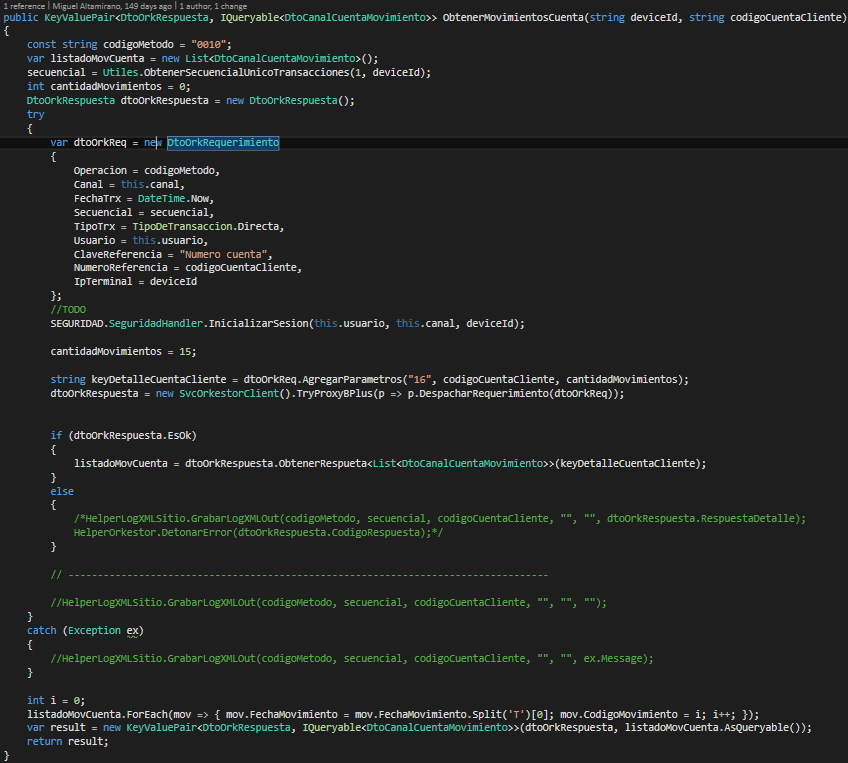 1 reference | Miguel Altamirano, 149 days ago | 1 author, 1 change
public KeyValuePair<DtoOrkRespuesta, IQueryable<DtoCanalCuentaMovimiento>> ObtenerMovimientosCuenta(string deviceId, string codigoCuentaCliente)
{
    const string codigoMetodo = "0010";
    var listadoMovCuenta = new List<DtoCanalCuentaMovimiento>();
    secuencial = Utiles.ObtenerSecuencialUnicoTransacciones(1, deviceId);
    int cantidadMovimientos = 0;
    DtoOrkRespuesta dtoOrkRespuesta = new DtoOrkRespuesta();
    try
    {
        var dtoOrkReq = new DtoOrkRequerimiento
        {
            Operacion = codigoMetodo,
            Canal = this.canal,
            FechaTrx = DateTime.Now,
            Secuencial = secuencial,
            TipoTrx = TipoDeTransaccion.Directa,
            Usuario = this.usuario,
            ClaveReferencia = "Numero cuenta",
            NumeroReferencia = codigoCuentaCliente,
            IpTerminal = deviceId
        };
        //TODO
        SEGURIDAD.SeguridadHandler.InicializarSesion(this.usuario, this.canal, deviceId);
        cantidadMovimientos = 15;
        string keyDetalleCuentaCliente = dtoOrkReq.AgregarParametros("16", codigoCuentaCliente, cantidadMovimientos);
        dtoOrkRespuesta = new SvcOrkestorClient().TryProxyBPlus(p => p.DespacharRequerimiento(dtoOrkReq));
        if (dtoOrkRespuesta.EsOk)
        {
            listadoMovCuenta = dtoOrkRespuesta.ObtenerRespueta<List<DtoCanalCuentaMovimiento>>(keyDetalleCuentaCliente);
        }
        else
        {
            /*HelperLogXMLSitio.GrabarLogXMLOut(codigoMetodo, secuencial, codigoCuentaCliente, "", "", dtoOrkRespuesta.RespuestaDetalle);
            HelperOrkestor.DetonarError(dtoOrkRespuesta.CodigoRespuesta);*/
        }
        // --------------------------------------------------------------------------------
        //HelperLogXMLSitio.GrabarLogXMLOut(codigoMetodo, secuencial, codigoCuentaCliente, "", "", "");
    }
    catch (Exception ex)
    {
        //HelperLogXMLSitio.GrabarLogXMLOut(codigoMetodo, secuencial, codigoCuentaCliente, "", "", ex.Message);
    }
    int i = 0;
    listadoMovCuenta.ForEach(mov => { mov.FechaMovimiento = mov.FechaMovimiento.Split('T')[0]; mov.CodigoMovimiento = i; i++; });
    var result = new KeyValuePair<DtoOrkRespuesta, IQueryable<DtoCanalCuentaMovimiento>>(dtoOrkRespuesta, listadoMovCuenta.AsQueryable());
    return result;
}